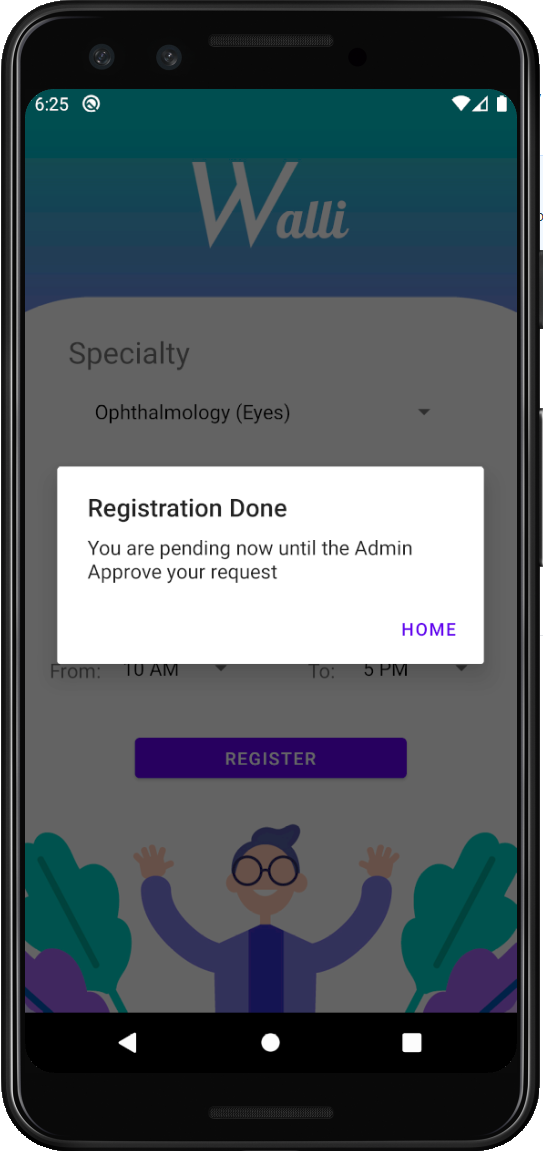 6:25
Walli
Specialty
Ophthalmology (Eyes)
Registration Done
You are pending now until the Admin
Approve your request
HOME
From: 10 AM To: 5 PM
REGISTER